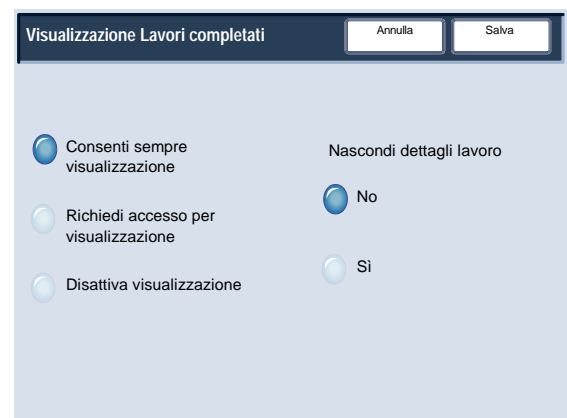 Visualizzazione Lavori completati
Annulla
Salva
Consenti sempre
visualizzazione
Richiedi accesso per
visualizzazione
Disattiva visualizzazione
Nascondi dettagli lavoro
No
Sì